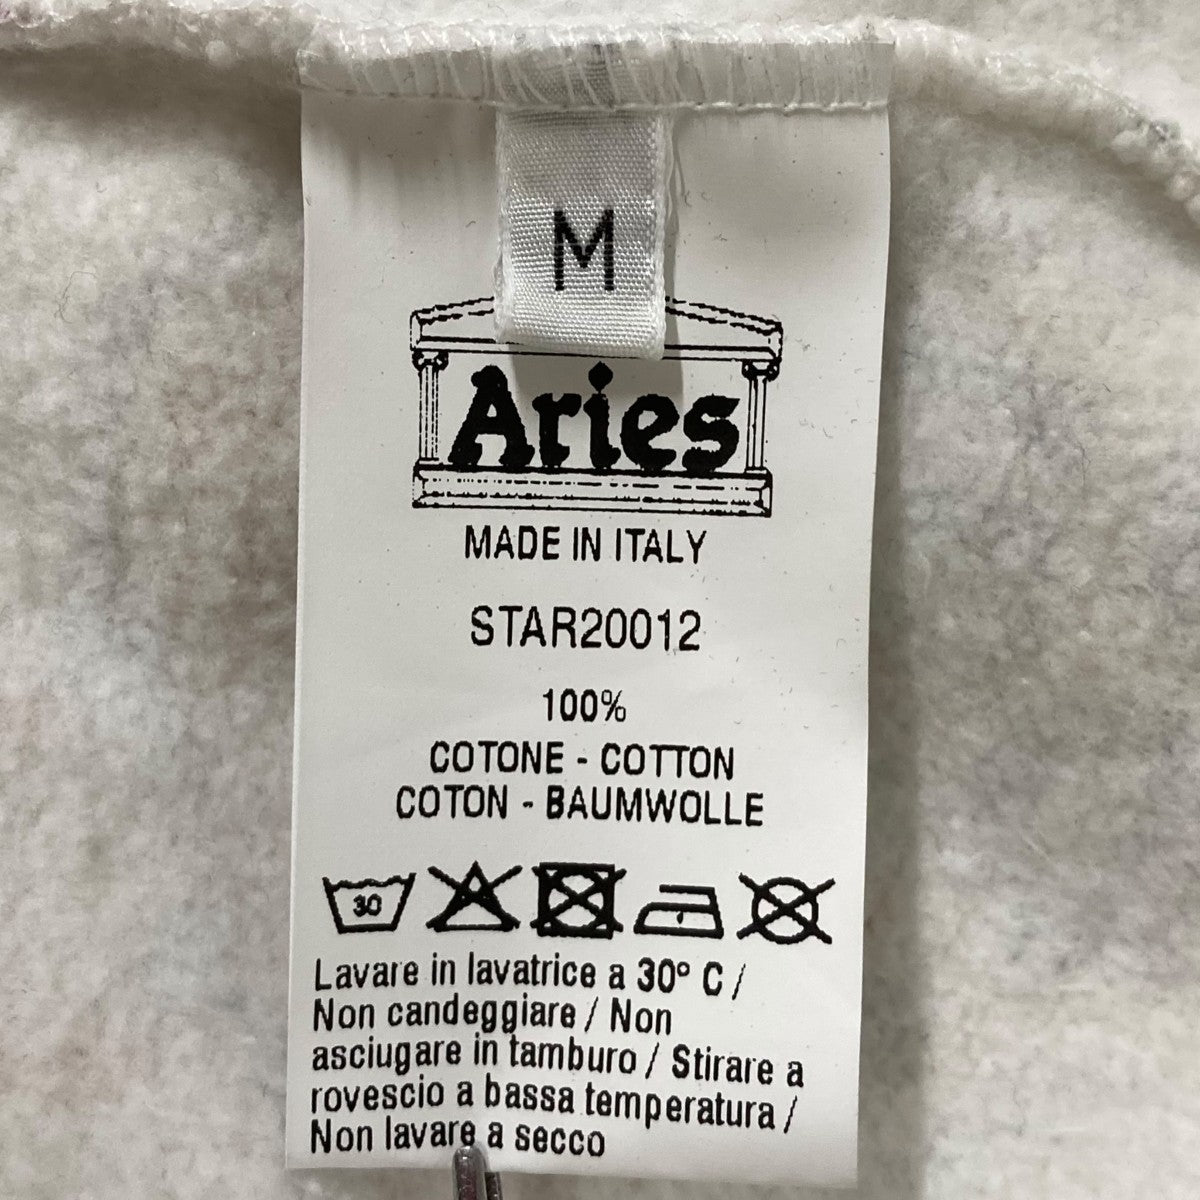 M
Aries
MADE IN ITALY
STAR20012
100%
COTONE - COTTON
COTON - BAUMWOLLE
30
Lavare in lavatrice a 30° C /
Non candeggiare / Non
asciugare in tamburo / Stirare a
rovescio a bassa temperatura /
Non lavare a secco